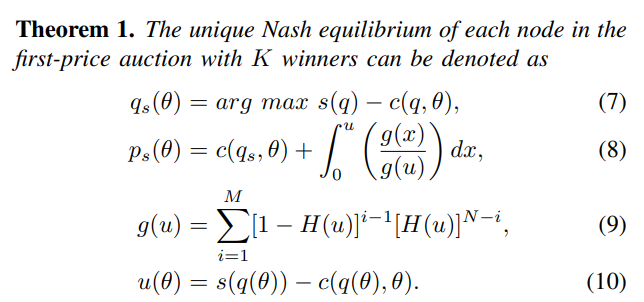 Theorem 1. The unique Nash equilibrium of each node in the
first-price auction with K winners can be denoted as
q_s(θ) = arg max s(q) − c(q, θ), (7)
p_s(θ) = c(q_s, θ) + ∫_0^u (g(x)/g(u)) dx, (8)
g(u) = ∑_{i=1}^{M} [1 − H(u)]^{i−1}[H(u)]^{N−i}, (9)
u(θ) = s(q(θ)) − c(q(θ), θ). (10)